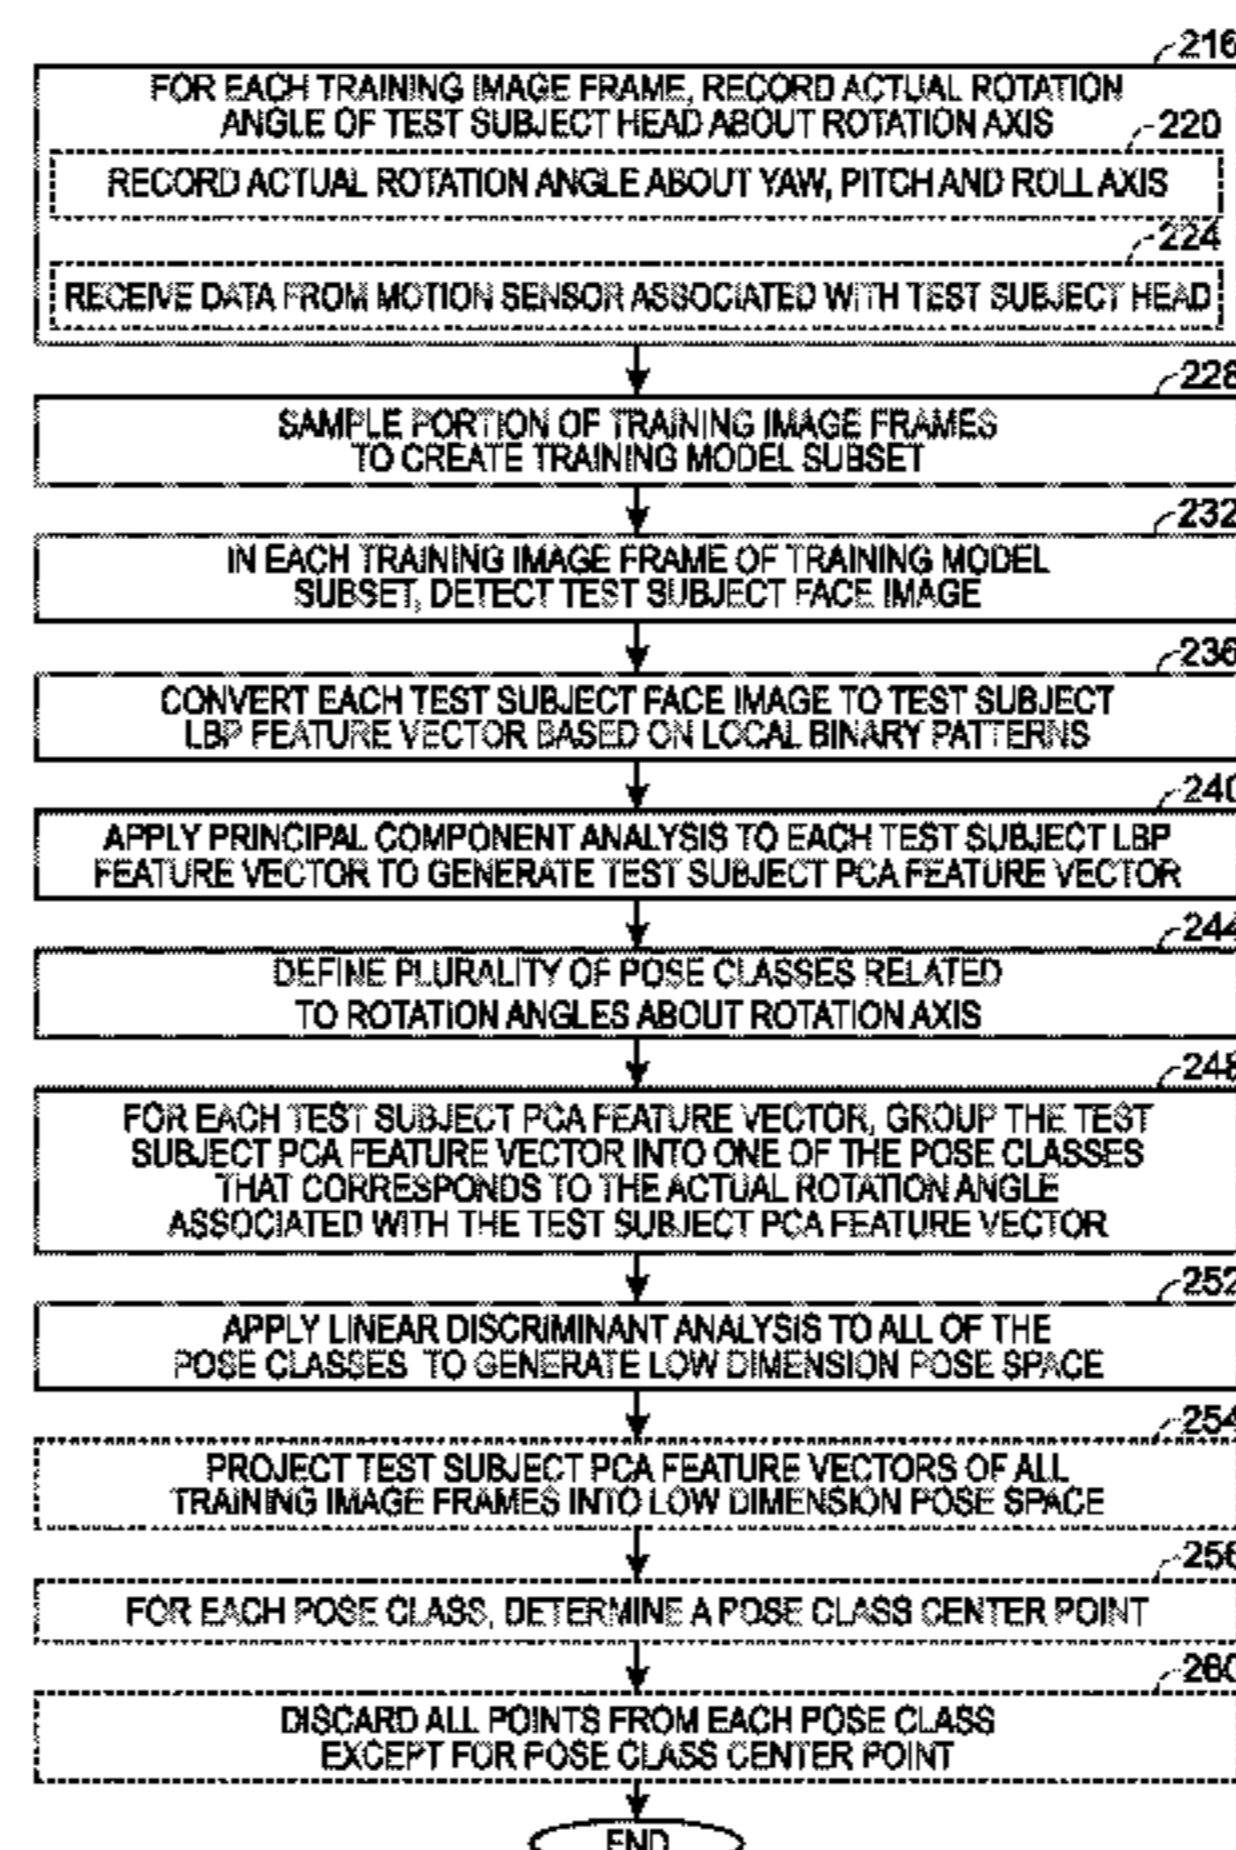 216
FOR EACH TRAINING IMAGE FRAME, RECORD ACTUAL ROTATION
ANGLE OF TEST SUBJECT HEAD ABOUT ROTATION AXIS
220
RECORD ACTUAL ROTATION ANGLE ABOUT YAW, PITCH AND ROLL AXIS
224
RECEIVE DATA FROM MOTION SENSOR ASSOCIATED WITH TEST SUBJECT HEAD
228
SAMPLE PORTION OF TRAINING IMAGE FRAMES
TO CREATE TRAINING MODEL SUBSET
232
IN EACH TRAINING IMAGE FRAME OF TRAINING MODEL
SUBSET, DETECT TEST SUBJECT FACE IMAGE
236
CONVERT EACH TEST SUBJECT FACE IMAGE TO TEST SUBJECT
LBP FEATURE VECTOR BASED ON LOCAL BINARY PATTERNS
240
APPLY PRINCIPAL COMPONENT ANALYSIS TO EACH TEST SUBJECT LBP
FEATURE VECTOR TO GENERATE TEST SUBJECT PCA FEATURE VECTOR
244
DEFINE PLURALITY OF POSE CLASSES RELATED
TO ROTATION ANGLES ABOUT ROTATION AXIS
248
FOR EACH TEST SUBJECT PCA FEATURE VECTOR, GROUP THE TEST
SUBJECT PCA FEATURE VECTOR INTO ONE OF THE POSE CLASSES
THAT CORRESPONDS TO THE ACTUAL ROTATION ANGLE
ASSOCIATED WITH THE TEST SUBJECT PCA FEATURE VECTOR
252
APPLY LINEAR DISCRIMINANT ANALYSIS TO ALL OF THE
POSE CLASSES TO GENERATE LOW DIMENSION POSE SPACE
254
PROJECT TEST SUBJECT PCA FEATURE VECTORS OF ALL
TRAINING IMAGE FRAMES INTO LOW DIMENSION POSE SPACE
256
FOR EACH POSE CLASS, DETERMINE A POSE CLASS CENTER POINT
260
DISCARD ALL POINTS FROM EACH POSE CLASS
EXCEPT FOR POSE CLASS CENTER POINT
END